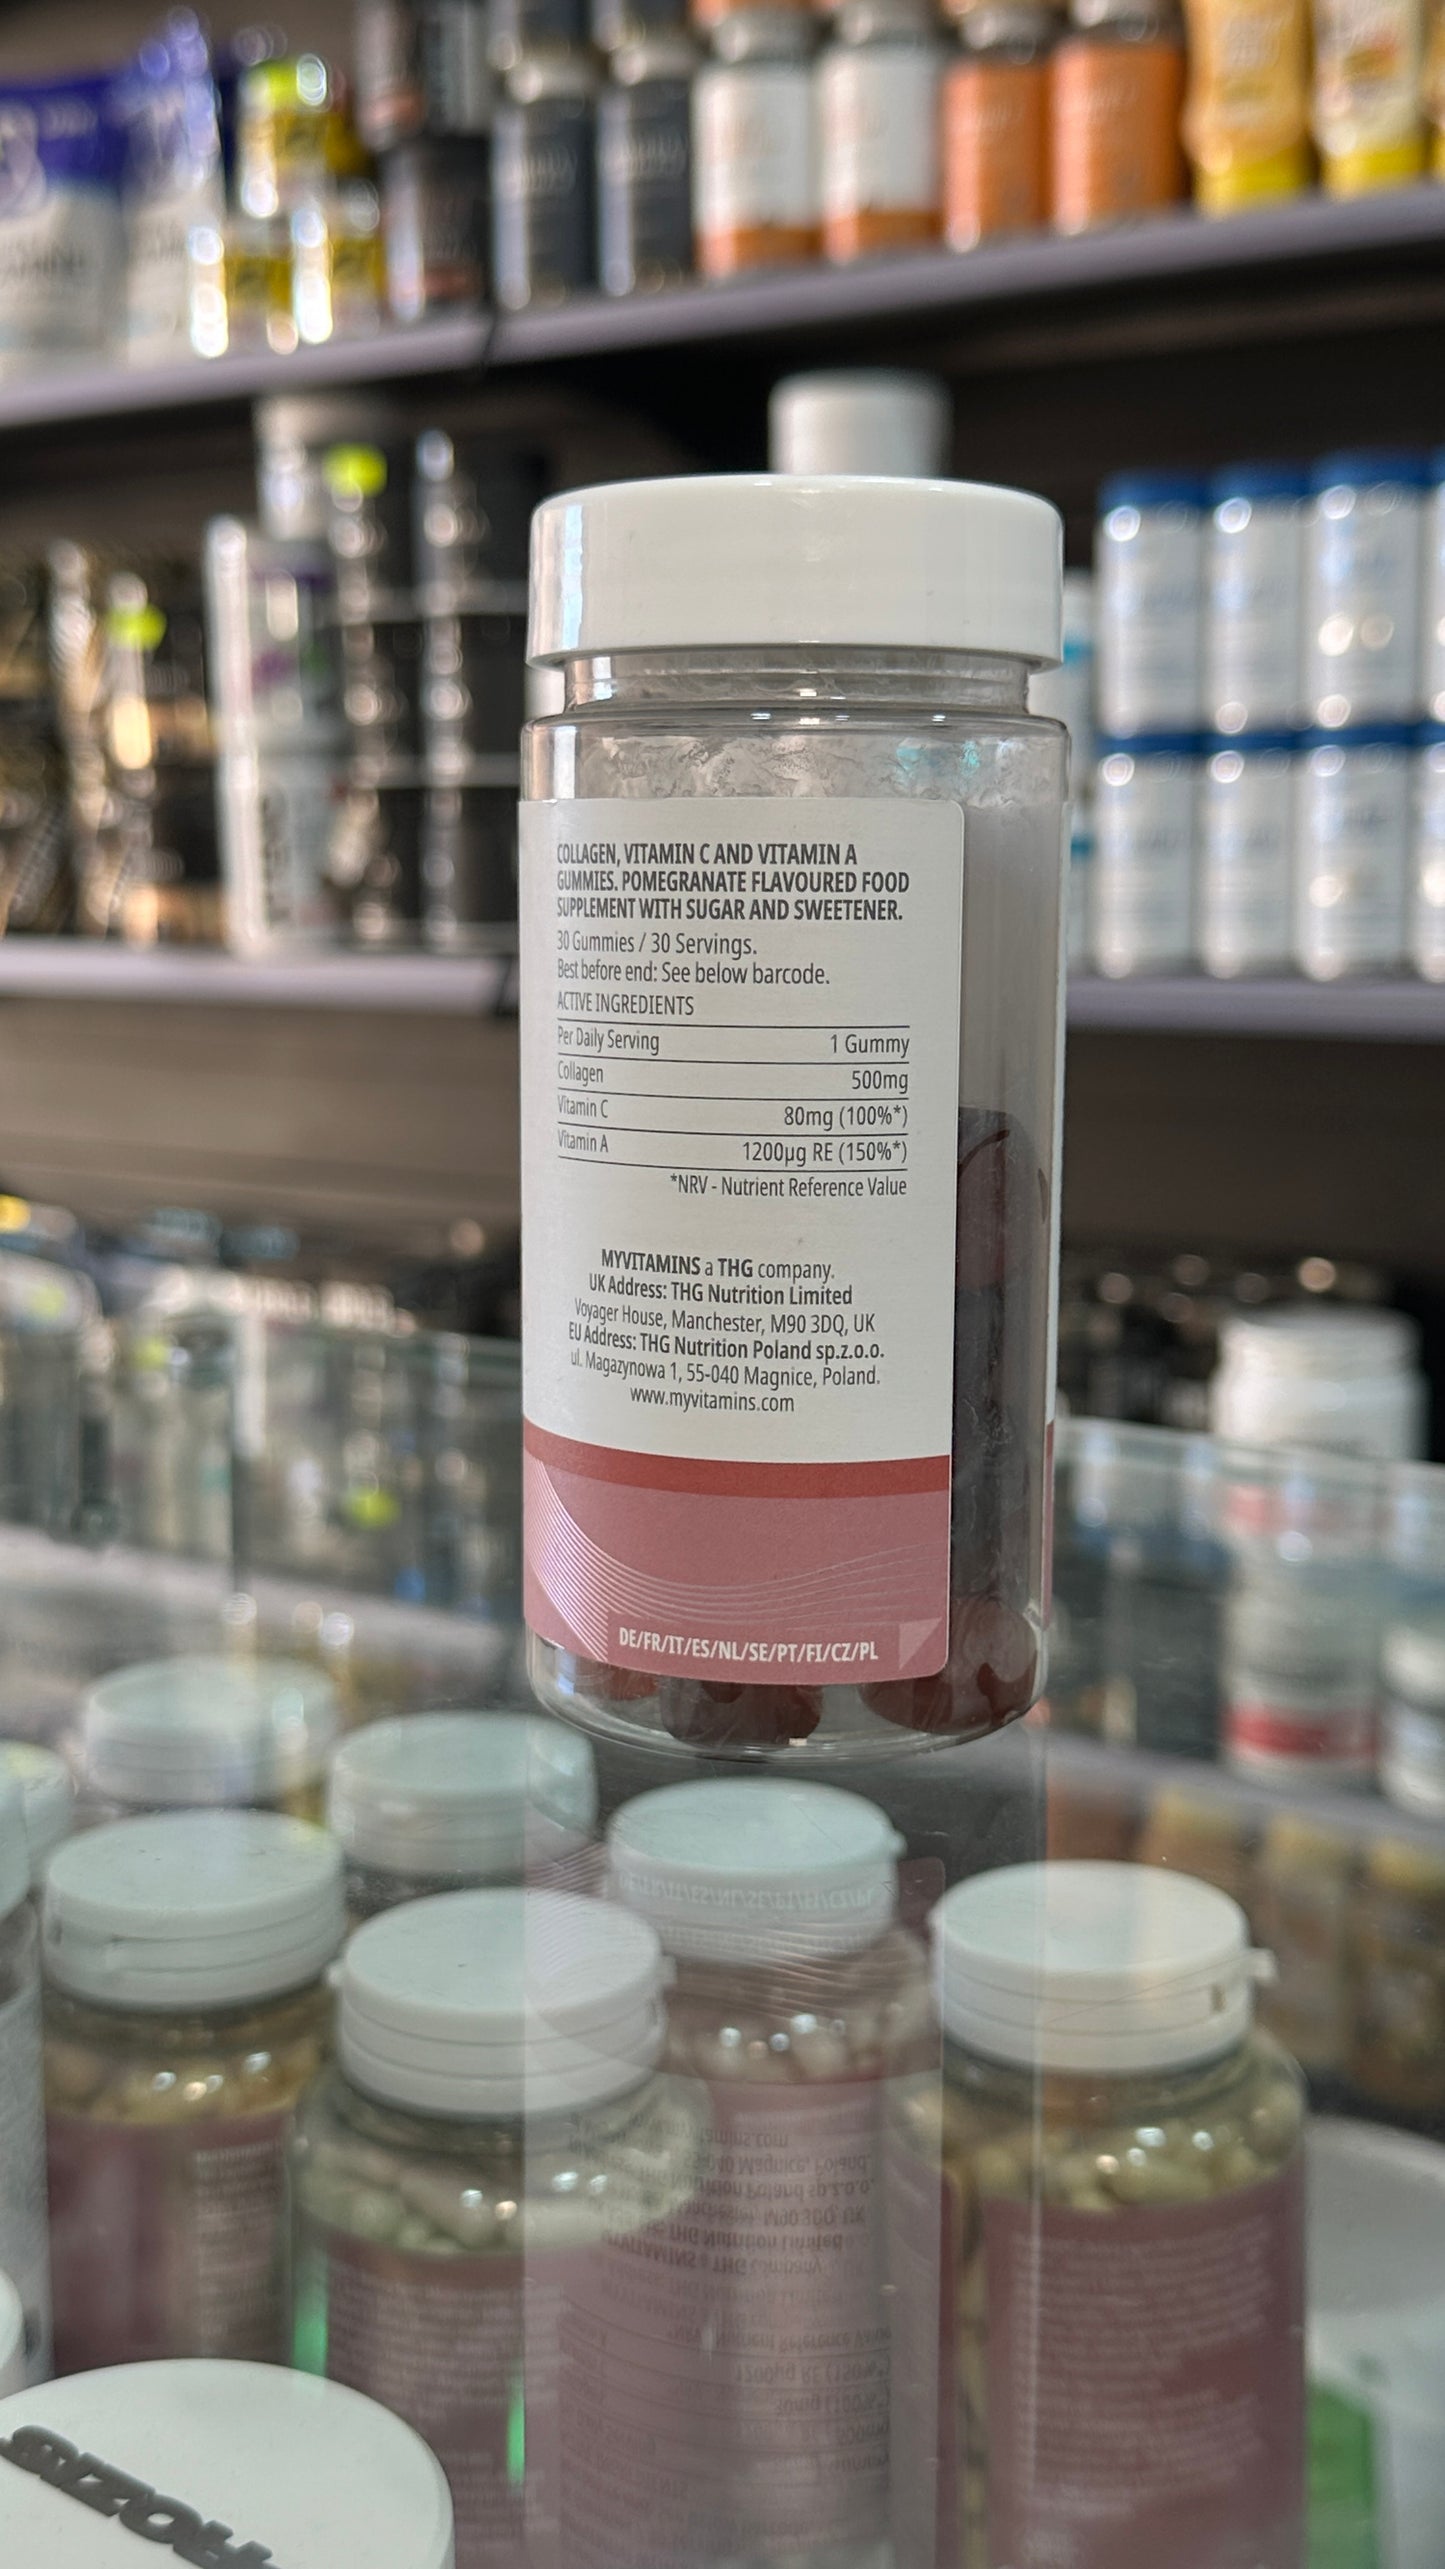 COLLAGEN, VITAMIN C AND VITAMIN A
GUMMIES. POMEGRANATE FLAVOURED FOOD
SUPPLEMENT WITH SUGAR AND SWEETENER.
30 Gummies / 30 Servings.
Best before end: See below barcode.
ACTIVE INGREDIENTS
Per Daily Serving 1 Gummy
Collagen 500mg
Vitamin C 80mg (100%*)
Vitamin A 1200µg RE (150%*)
*NRV - Nutrient Reference Value
MYVITAMINS a THG company.
UK Address: THG Nutrition Limited
Voyager House, Manchester, M90 3DQ, UK
EU Address: THG Nutrition Poland sp.z.o.o.
ul. Magazynowa 1, 55-040 Magnice, Poland.
www.myvitamins.com
DE/FR/IT/ES/NL/SE/PT/FI/CZ/PL